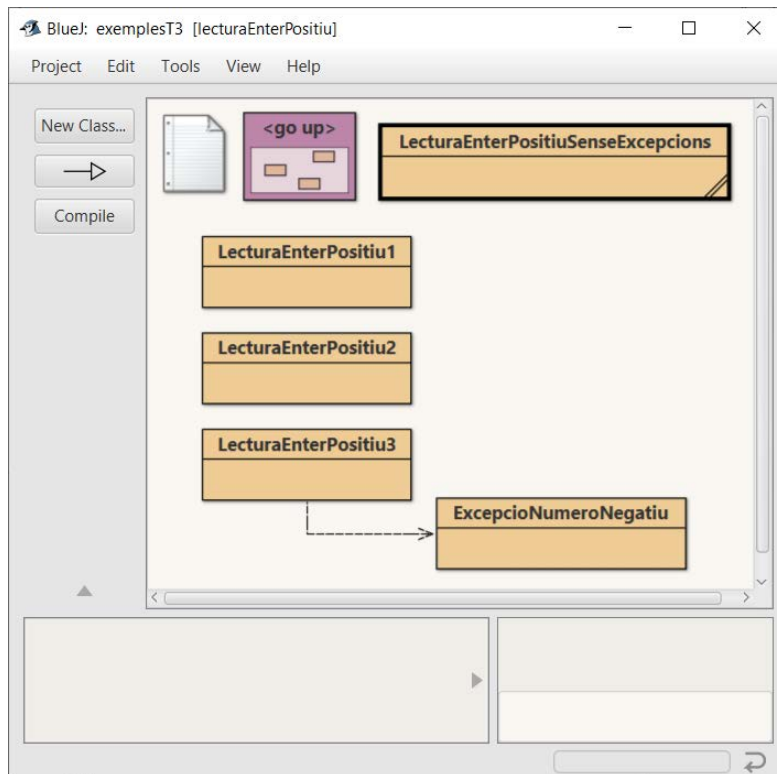 BlueJ: exemplesT3 [lecturaEnterPositiu]
Project Edit Tools View Help
New Class...
<go up>
LecturaEnterPositiuSenseExcepcions
Compile
LecturaEnterPositiu1
LecturaEnterPositiu2
LecturaEnterPositiu3
ExcepcioNumeroNegatiu